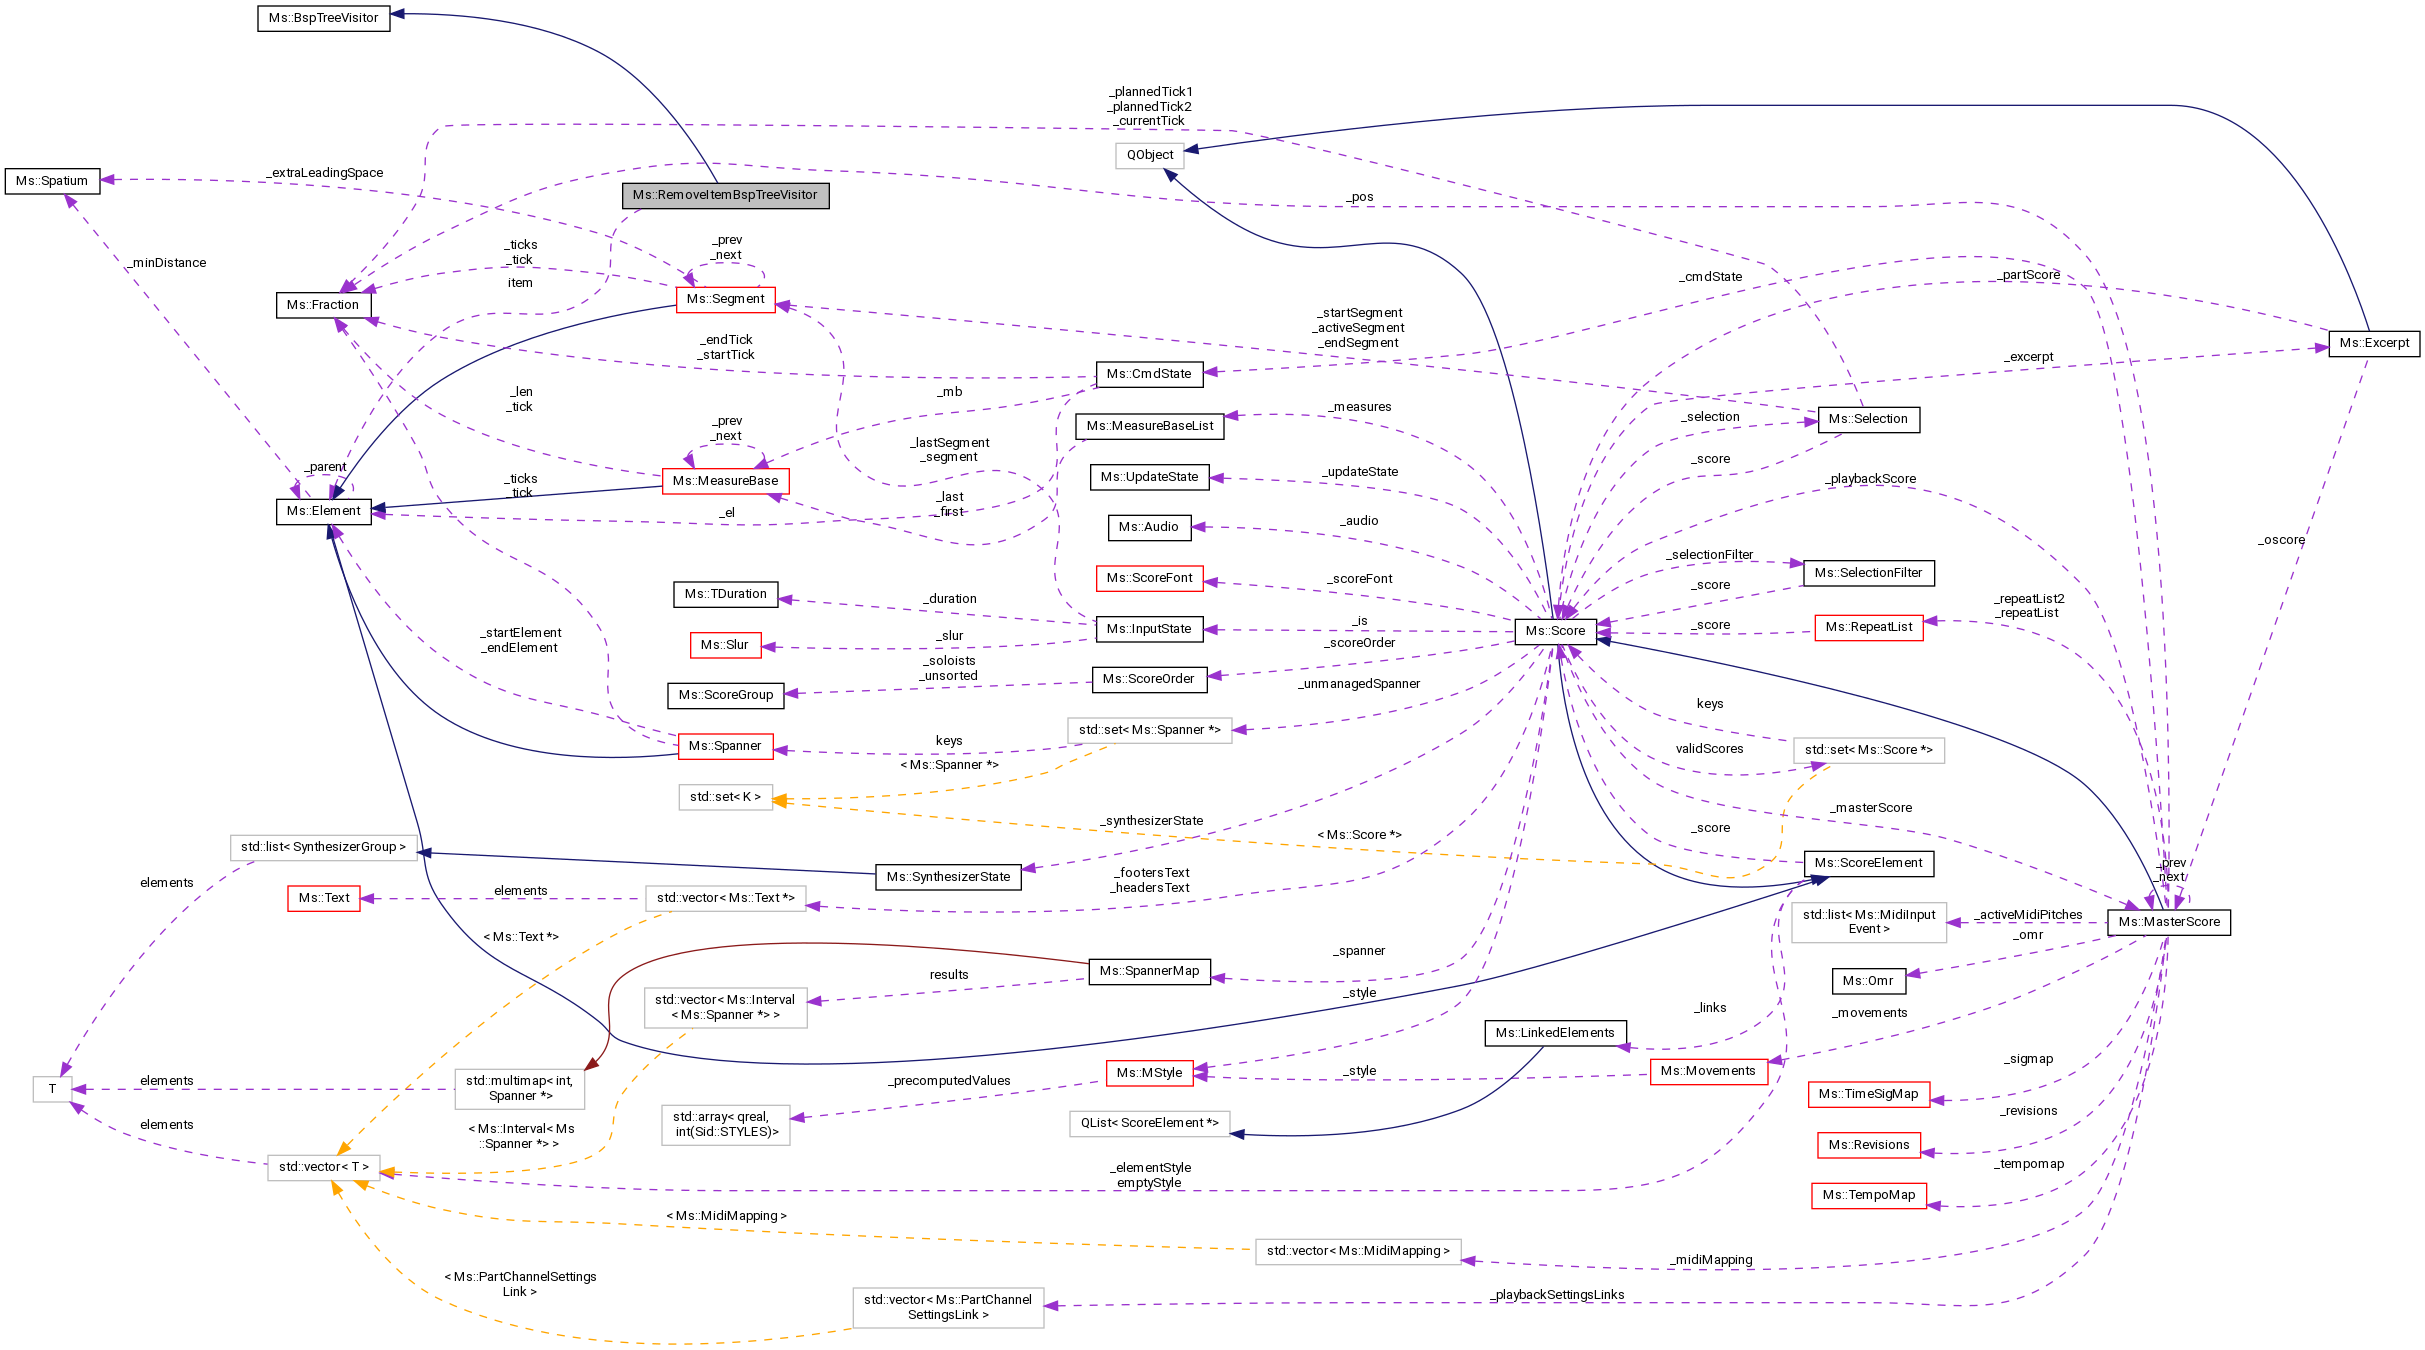 Ms::BspTreeVisitor
_plannedTick1
_plannedTick2
_currentTick
QObject
_extraLeadingSpace
Ms::Spatium
Ms::RemoveItemBspTreeVisitor
_pos
_prev
_next
_ticks
_tick
_minDistance
item
_cmdState
_partScore
Ms::Segment
Ms::Fraction
_startSegment
_activeSegment
_endSegment
_endTick
_startTick
Ms::Excerpt
_excerpt
Ms::CmdState
_len
_tick
_mb
_measures
_selection
Ms::Selection
_prev
_next
Ms::MeasureBaseList
_lastSegment
_segment
_score
_parent
_updateState
Ms::UpdateState
_playbackScore
Ms::MeasureBase
_ticks
_tick
_last
_first
Ms::Element
_el
_audio
Ms::Audio
_oscore
_selectionFilter
Ms::SelectionFilter
_scoreFont
Ms::ScoreFont
_score
Ms::TDuration
_duration
_repeatList2
_repeatList
_is
Ms::InputState
Ms::Score
_score
Ms::RepeatList
_slur
Ms::Slur
_startElement
_endElement
_scoreOrder
_soloists
_unsorted
Ms::ScoreOrder
Ms::ScoreGroup
_unmanagedSpanner
keys
std::set< Ms::Spanner *>
keys
Ms::Spanner
validScores
std::set< Ms::Score *>
< Ms::Spanner *>
std::set< K >
_masterScore
_synthesizerState
< Ms::Score *>
_score
std::list< SynthesizerGroup >
Ms::ScoreElement
_prev
_next
Ms::SynthesizerState
_footersText
_headersText
elements
elements
Ms::Text
std::vector< Ms::Text *>
std::list< Ms::MidiInput
Event >
_activeMidiPitches
Ms::MasterScore
_omr
< Ms::Text *>
_spanner
Ms::SpannerMap
results
Ms::Omr
std::vector< Ms::Interval
< Ms::Spanner *> >
_style
_links
_movements
Ms::LinkedElements
_sigmap
Ms::MStyle
_style
Ms::Movements
_precomputedValues
T
elements
std::multimap< int,
Spanner *>
Ms::TimeSigMap
_revisions
std::array< qreal,
int(Sid::STYLES)>
QList< ScoreElement *>
elements
< Ms::Interval< Ms
::Spanner *> >
Ms::Revisions
std::vector< T >
_elementStyle
emptyStyle
_tempomap
Ms::TempoMap
< Ms::MidiMapping >
std::vector< Ms::MidiMapping >
_midiMapping
< Ms::PartChannelSettings
Link >
std::vector< Ms::PartChannel
SettingsLink >
_playbackSettingsLinks